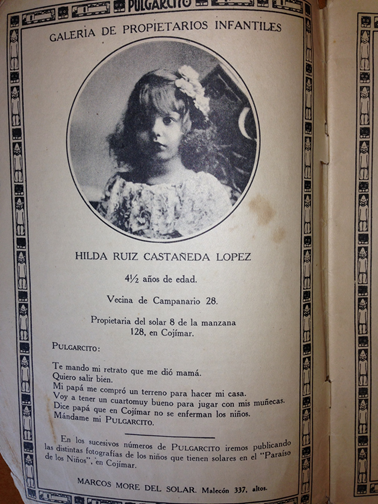 PULGARCITO
GALERÍA DE PROPIETARIOS INFANTILES
HILDA RUIZ CASTAÑEDA LOPEZ
4½ años de edad.
Vecina de Campanario 28.
Propietaria del solar 8 de la manzana
128, en Cojímar.
PULGARCITO:
Te mando mi retrato que me dió mamá.
Quiero salir bien.
Mi papá me compró un terreno para hacer mi casa.
Voy a tener un cuartomuy bueno para jugar con mis muñecas.
Dice papá que en Cojímar no se enferman los niños.
Mándame mi PULGARCITO.
En los sucesivos números de PULGARCITO iremos publicando
las distintas fotografías de los niños que tienen solares en el "Paraíso
de los Niños", en Cojímar.
MARCOS MORE DEL SOLAR. Malecón 337, altos.